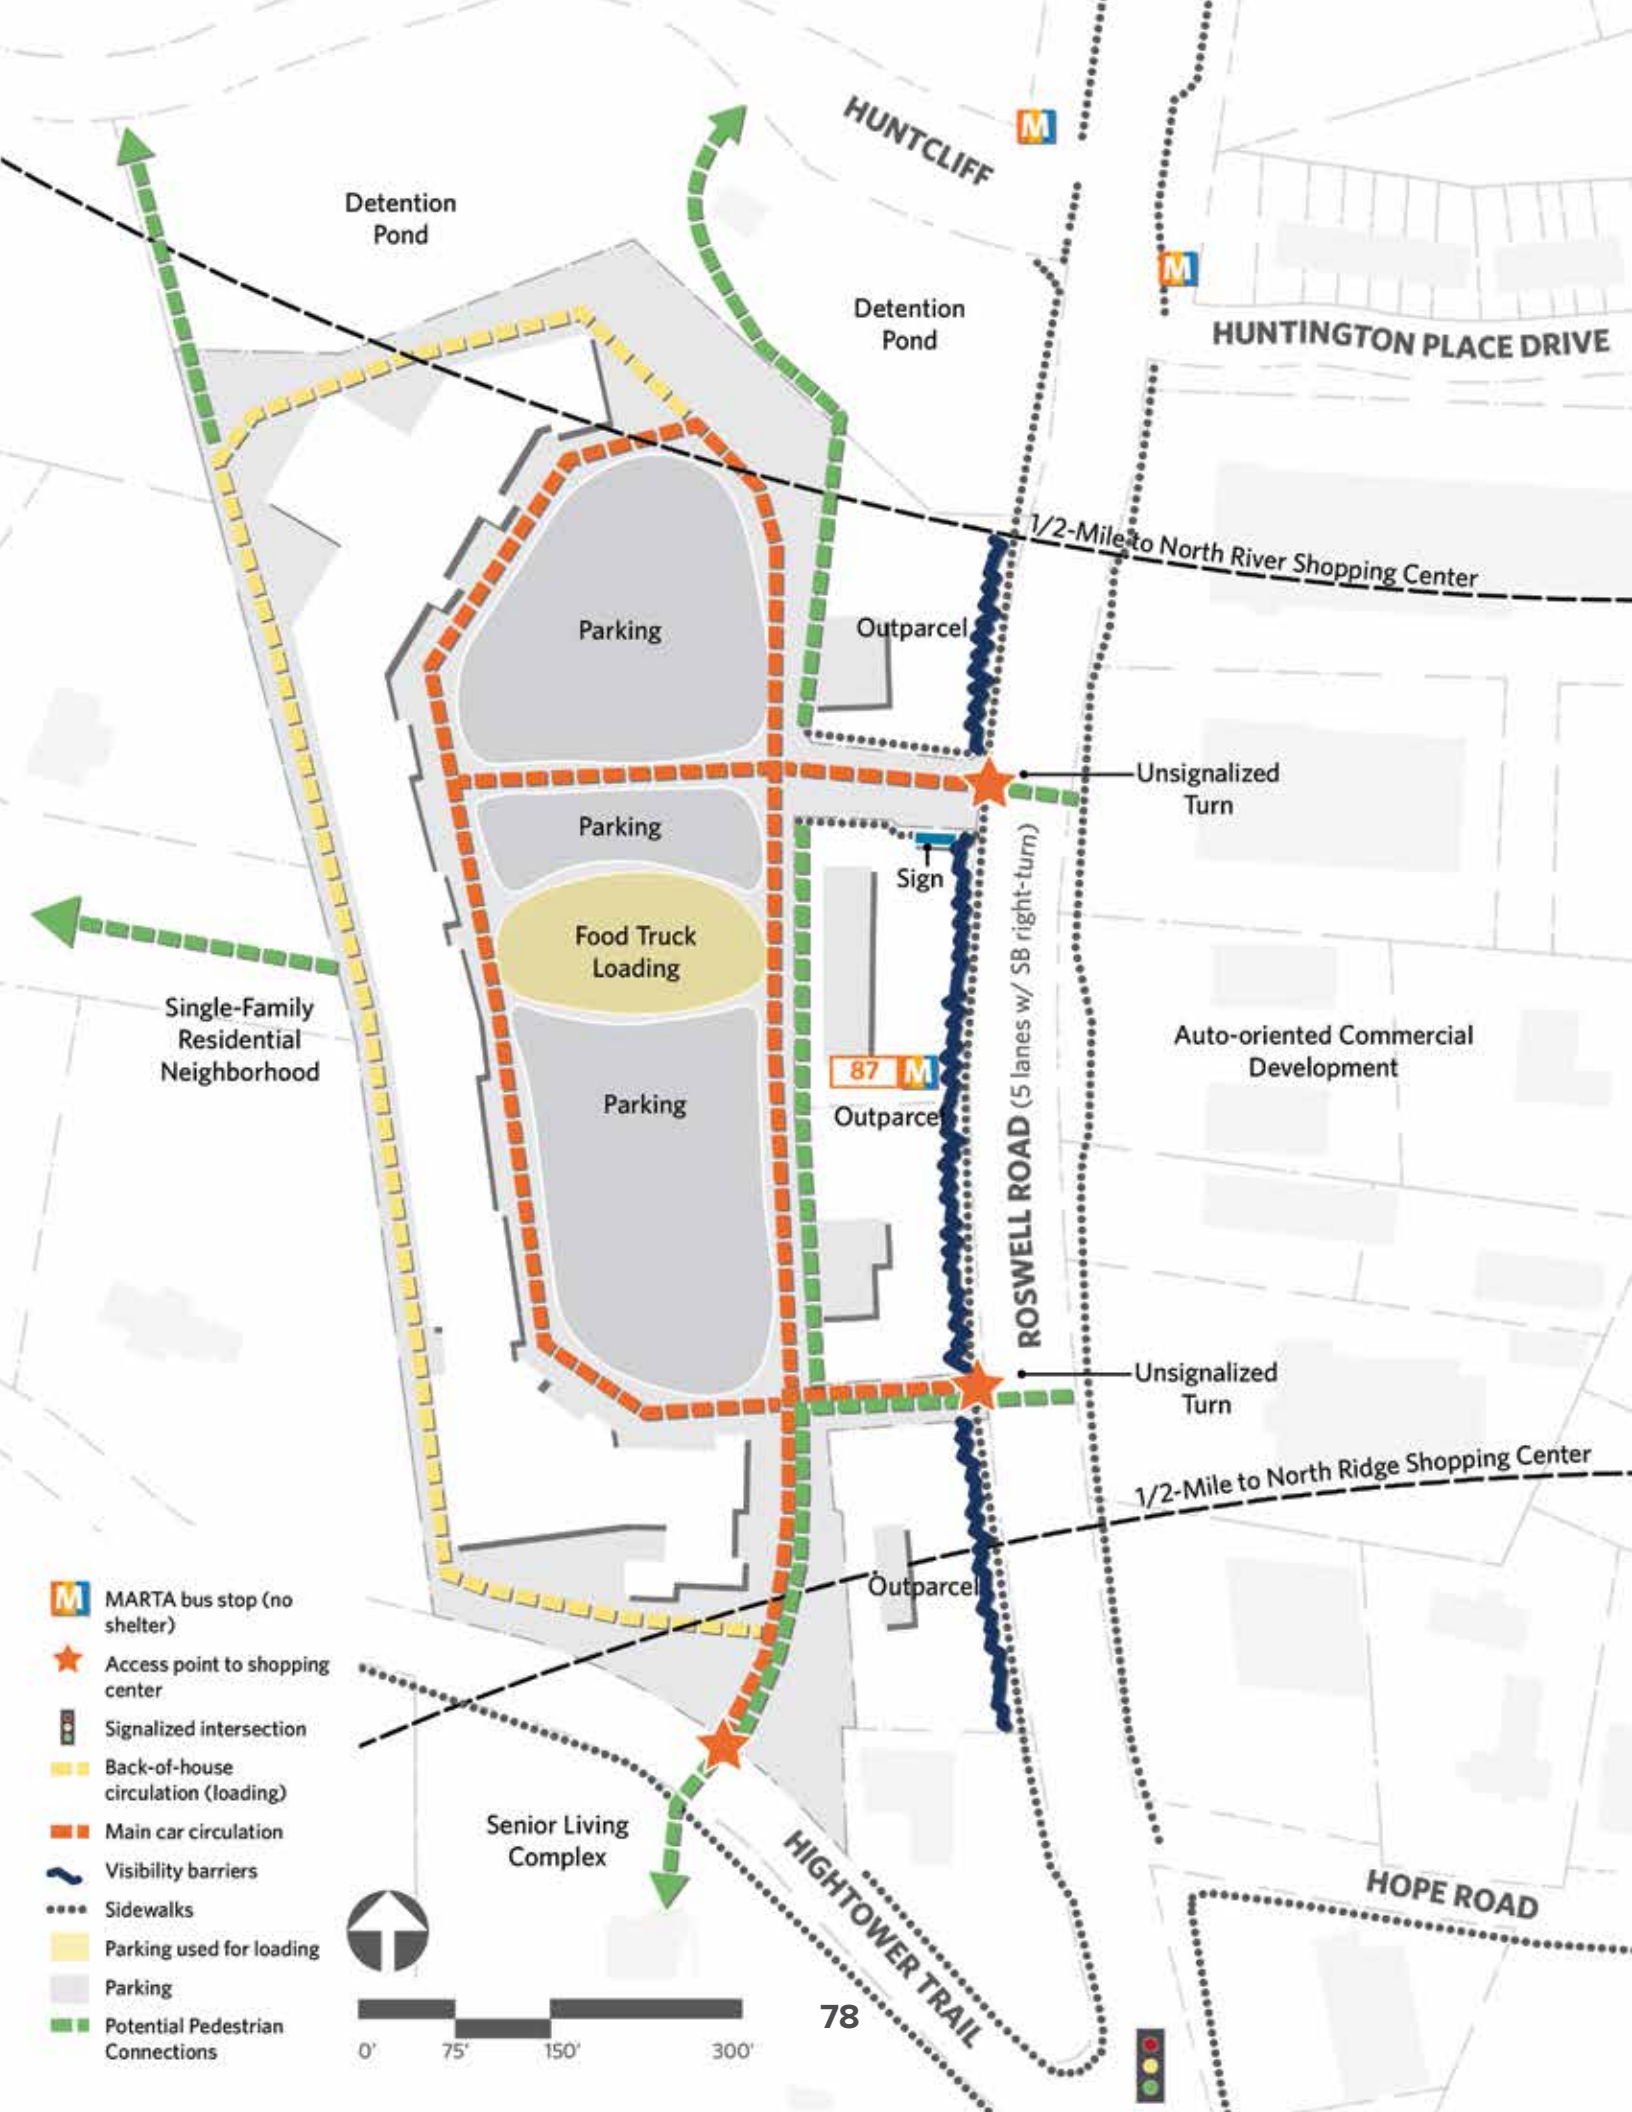 HUNTCLIFF
M
Detention
Pond
M
Detention
Pond
HUNTINGTON PLACE DRIVE
1/2-Mile to North River Shopping Center
Parking
Outparcel
Unsignalized
Turn
Parking
Sign
Food Truck
Loading
ROSWELL ROAD (5 lanes w/ SB right-turn)
Single-Family
Residential
Neighborhood
Auto-oriented Commercial
Development
87 M
Parking
Outparcel
Unsignalized
Turn
1/2-Mile to North Ridge Shopping Center
Outparcel
M MARTA bus stop (no
shelter)
Access point to shopping
center
Signalized intersection
Back-of-house
circulation (loading)
Main car circulation
Visibility barriers
Sidewalks
Parking used for loading
Parking
Potential Pedestrian
Connections
Senior Living
Complex
HIGHTOWER TRAIL
HOPE ROAD
78
0' 75' 150' 300'